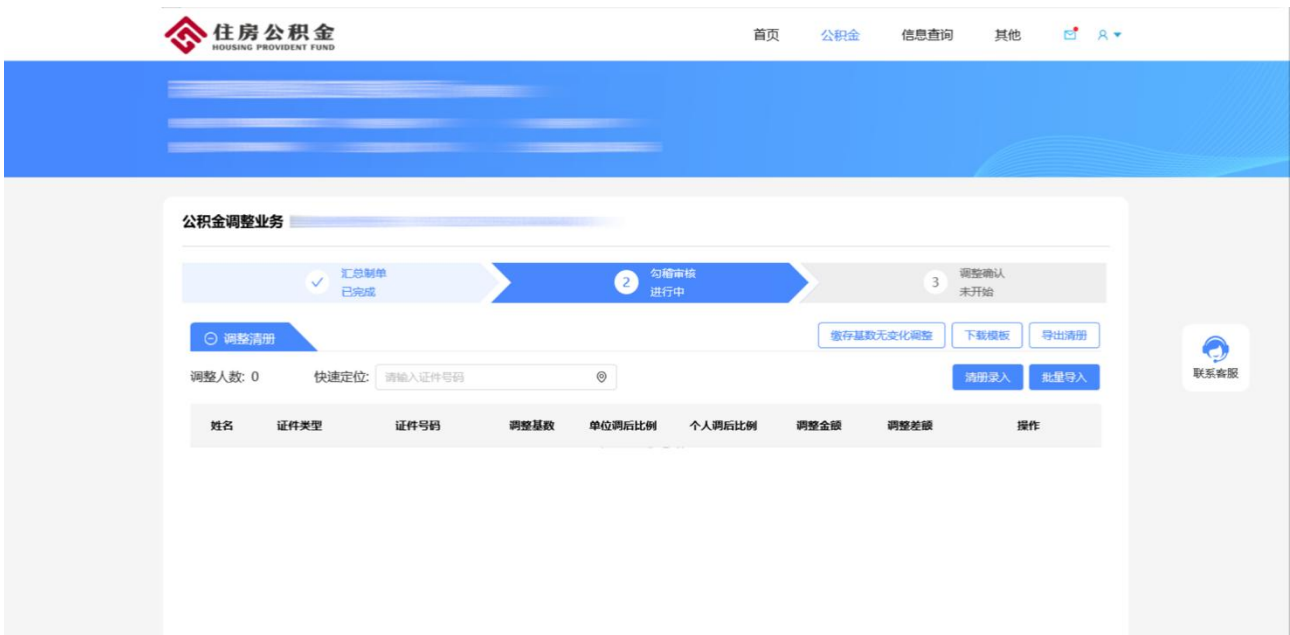 住房公积金
HOUSING PROVIDENT FUND
首页 公积金 信息查询 其他
公积金调整业务
汇总制单
已完成
2 勾稽审核
进行中
3 调整确认
未开始
调整清册 缴存基数无变化调整 下载模板 导出清册
调整人数: 0 快速定位: 请输入证件号码 清册录入 批量导入
联系客服
姓名 证件类型 证件号码 调整基数 单位调后比例 个人调后比例 调整金额 调整差额 操作